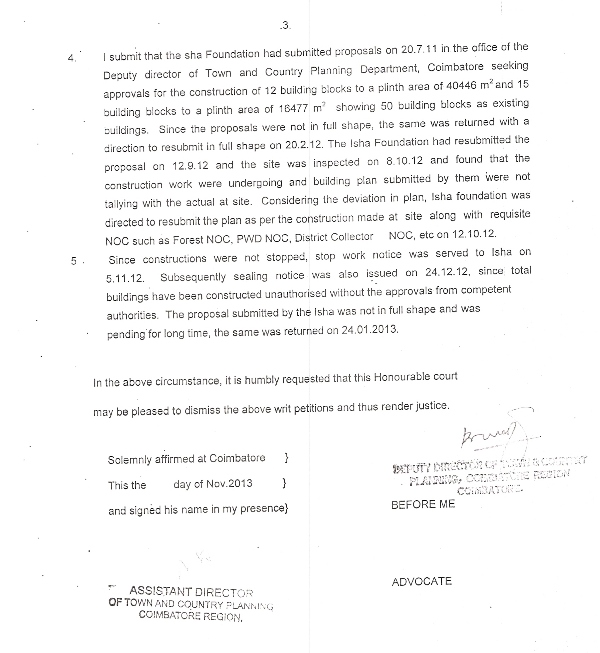 .3.
4. I submit that the sha Foundation had submitted proposals on 20.7.11 in the office of the
Deputy director of Town and Country Planning Department, Coimbatore seeking
approvals for the construction of 12 building blocks to a plinth area of 40446 m² and 15
building blocks to a plinth area of 16477 m² showing 50 building blocks as existing
buildings. Since the proposals were not in full shape, the same was returned with a
direction to resubmit in full shape on 20.2.12. The Isha Foundation had resubmitted the
proposal on 12.9.12 and the site was inspected on 8.10.12 and found that the
construction work were undergoing and building plan submitted by them were not
tallying with the actual at site. Considering the deviation in plan, Isha foundation was
directed to resubmit the plan as per the construction made at site along with requisite
NOC such as Forest NOC, PWD NOC, District Collector NOC, etc on 12.10.12.
5. Since constructions were not stopped, stop work notice was served to Isha on
5.11.12. Subsequently sealing notice was also issued on 24.12.12, since total
buildings have been constructed unauthorised without the approvals from competent
authorities. The proposal submitted by the Isha was not in full shape and was
pending for long time, the same was returned on 24.01.2013.
In the above circumstance, it is humbly requested that this Honourable court
may be pleased to dismiss the above writ petitions and thus render justice.
Solemnly affirmed at Coimbatore }
This the day of Nov.2013 }
and signed his name in my presence}
DEPUTY DIRECTOR OF TOWN & COUNTRY
PLANNING, COIMBATORE REGION
COIMBATORE
BEFORE ME
ADVOCATE
ASSISTANT DIRECTOR
OF TOWN AND COUNTRY PLANNING
COIMBATORE REGION.